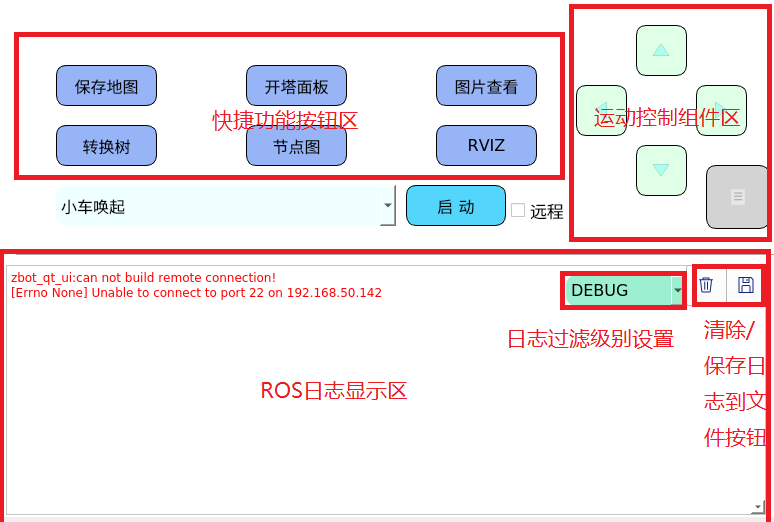 保存地图
开塔面板
图片查看
快捷功能按钮区
运动控制组件区
转换树
节点图
RVIZ
小车唤起
启 动
远程
zbot_qt_ui:can not build remote connection!
[Errno None] Unable to connect to port 22 on 192.168.50.142
DEBUG
日志过滤级别设置
清除/
保存日
志到文
件按钮
ROS日志显示区